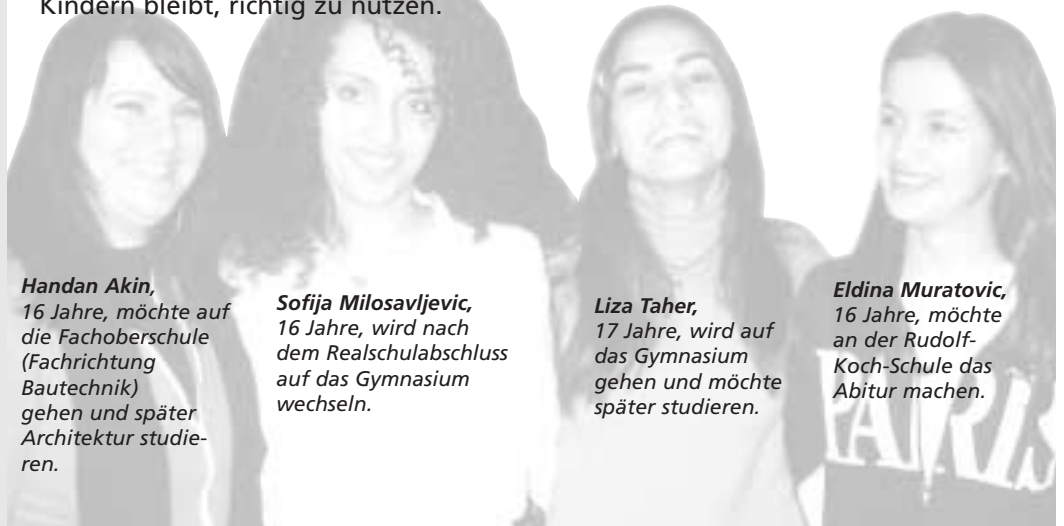 Kindern bleibt, richtig zu nutzen.
Handan Akin,
16 Jahre, möchte auf
die Fachoberschule
(Fachrichtung
Bautechnik)
gehen und später
Architektur studie-
ren.
Sofija Milosavljevic,
16 Jahre, wird nach
dem Realschulabschluss
auf das Gymnasium
wechseln.
Liza Taher,
17 Jahre, wird auf
das Gymnasium
gehen und möchte
später studieren.
Eldina Muratovic,
16 Jahre, möchte
an der Rudolf-
Koch-Schule das
Abitur machen.
PARIS